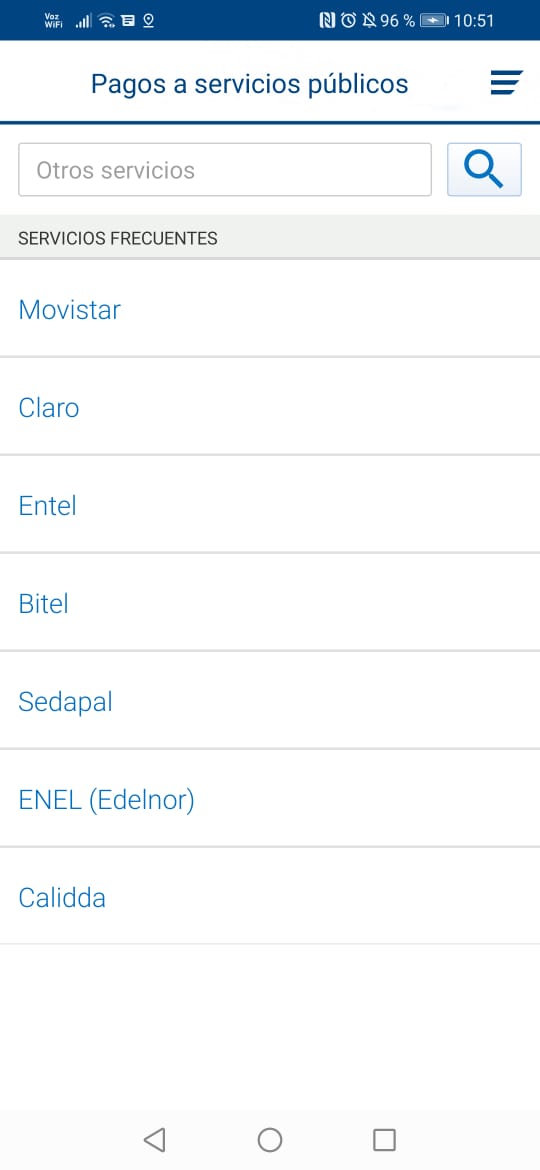 Voz
WiFi
96 %
10:51
Pagos a servicios públicos
Otros servicios
SERVICIOS FRECUENTES
Movistar
Claro
Entel
Bitel
Sedapal
ENEL (Edelnor)
Calidda